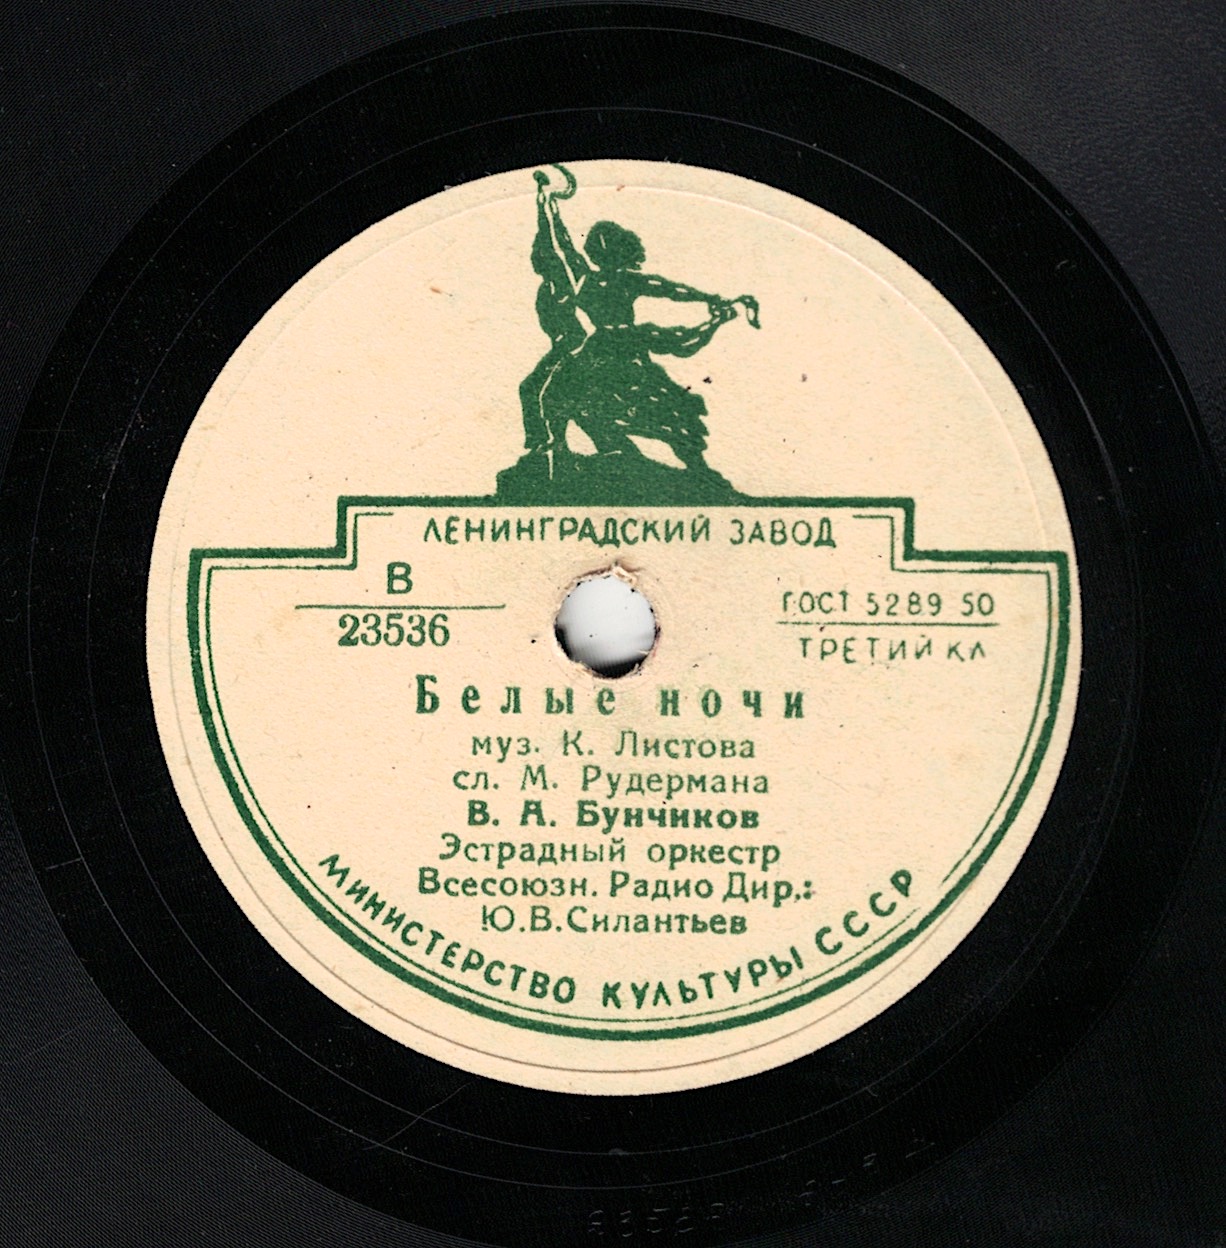 ЛЕНИНГРАДСКИЙ ЗАВОД
В
23536
ГОСТ 5289 50
ТРЕТИЙ КЛ
Белые ночи
муз. К. Листова
сл. М. Рудермана
В. А. Бунчиков
Эстрадный оркестр
Всесоюзн. Радио Дир.:
Ю.В.Силантьев
МИНИСТЕРСТВО КУЛЬТУРЫ СССР